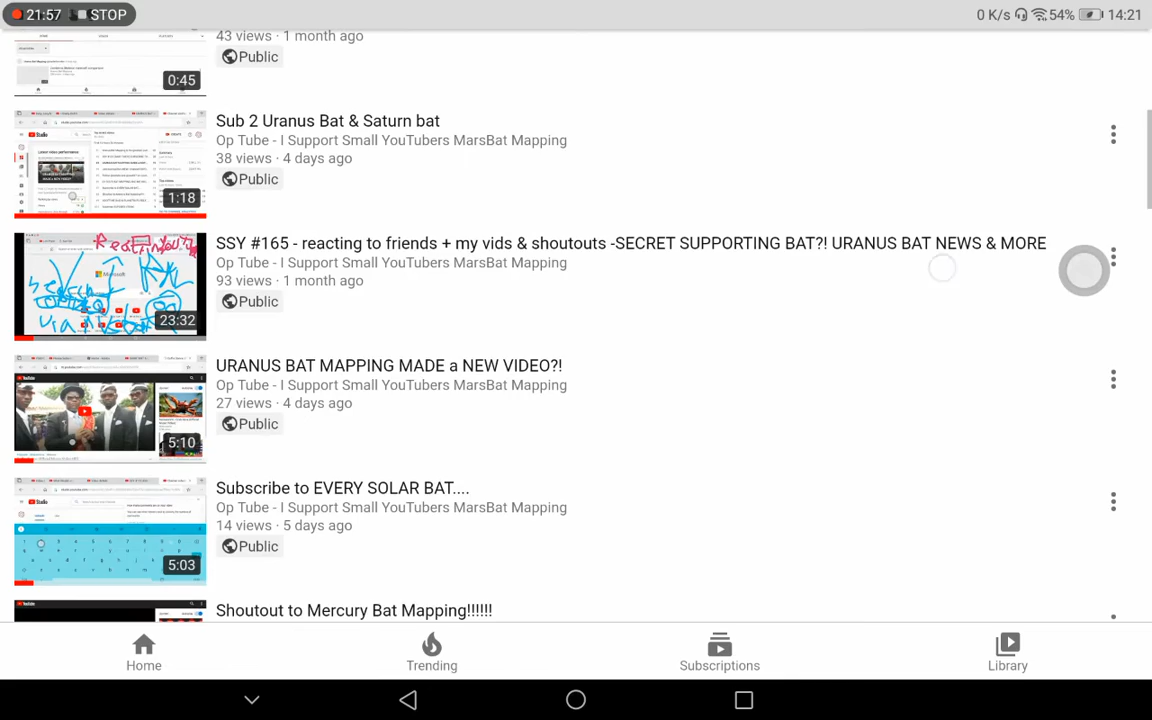 21:57 STOP
0 K/s 54% 14:21
43 views · 1 month ago
Public
0:45
Sub 2 Uranus Bat & Saturn bat
Op Tube - I Support Small YouTubers MarsBat Mapping
38 views · 4 days ago
Public
1:18
SSY #165 - reacting to friends + my vids & shoutouts -SECRET SUPPORTING BAT?! URANUS BAT NEWS & MORE
Op Tube - I Support Small YouTubers MarsBat Mapping
93 views · 1 month ago
Public
23:32
URANUS BAT MAPPING MADE a NEW VIDEO?!
Op Tube - I Support Small YouTubers MarsBat Mapping
27 views · 4 days ago
Public
5:10
Subscribe to EVERY SOLAR BAT....
Op Tube - I Support Small YouTubers MarsBat Mapping
14 views · 5 days ago
Public
5:03
Shoutout to Mercury Bat Mapping!!!!!!
Home
Trending
Subscriptions
Library